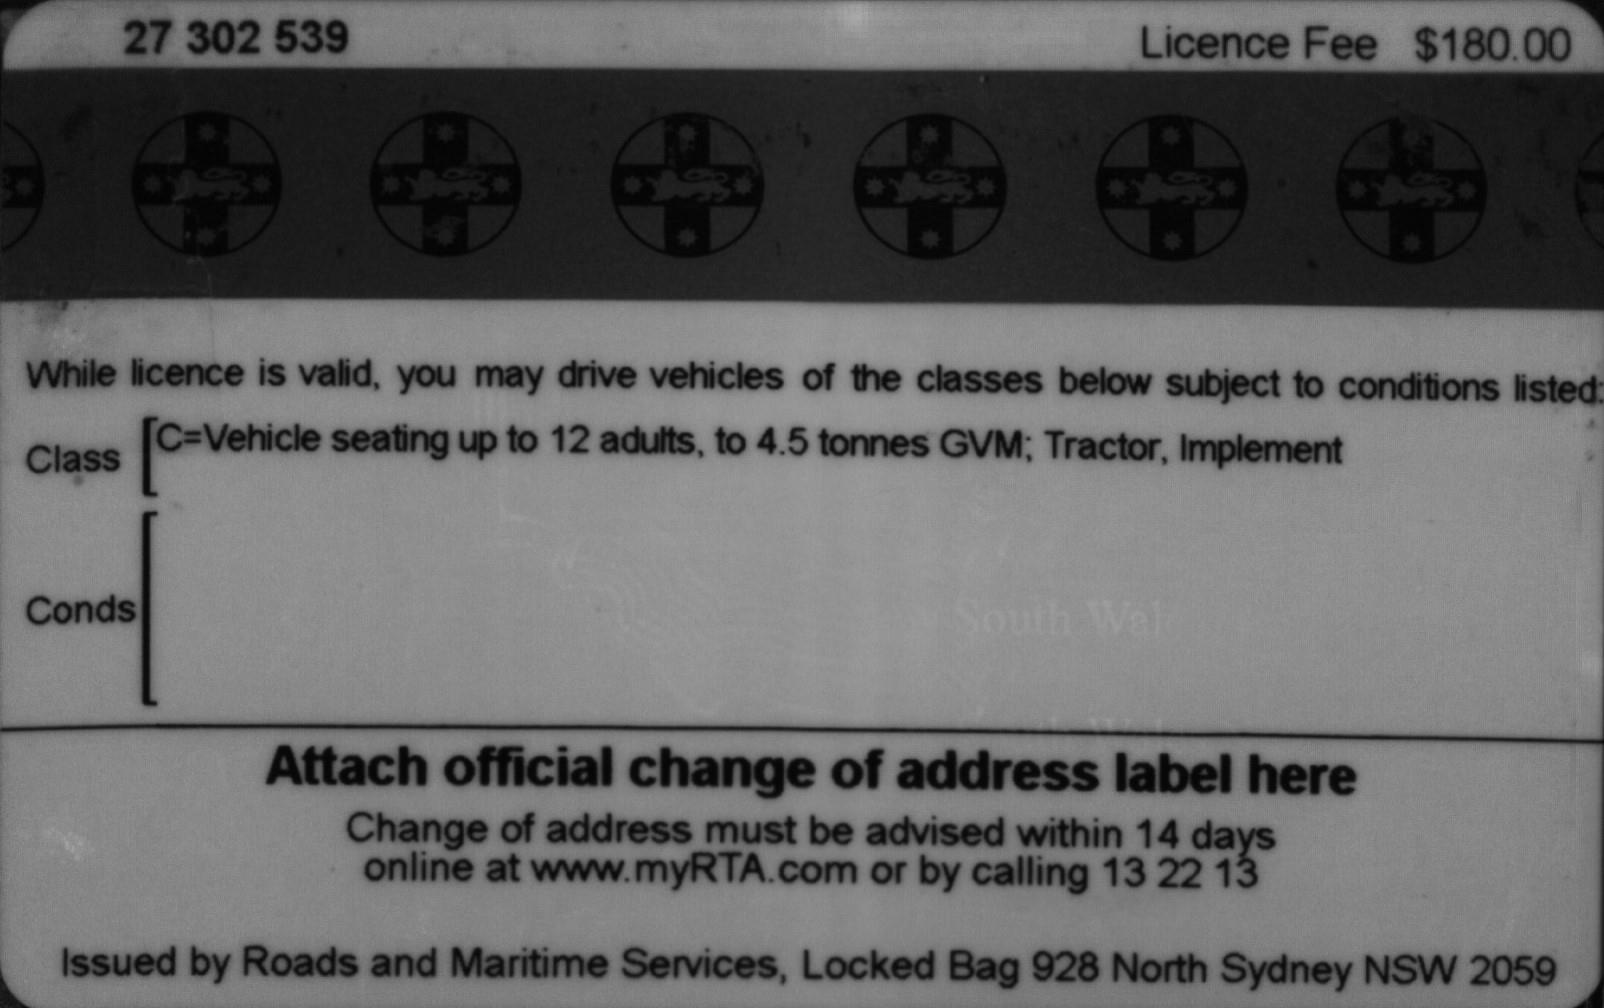 27 302 539 Licence Fee $180.00
While licence is valid, you may drive vehicles of the classes below subject to conditions listed:
Class [C=Vehicle seating up to 12 adults, to 4.5 tonnes GVM; Tractor, Implement
South Wal
Conds [
South Wal
Attach official change of address label here
Change of address must be advised within 14 days
online at www.myRTA.com or by calling 13 22 13
Issued by Roads and Maritime Services, Locked Bag 928 North Sydney NSW 2059